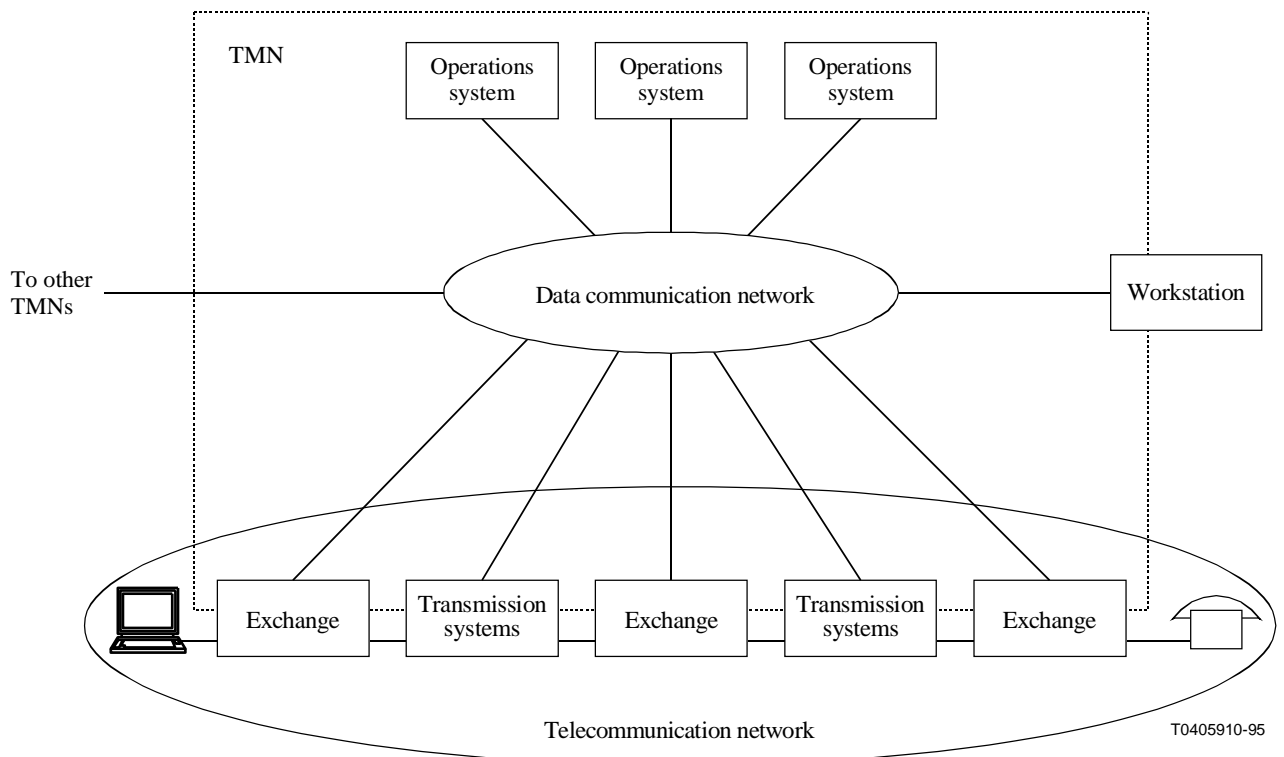 TMN
Operations
system
Operations
system
Operations
system
To other
TMNs
Data communication network
Workstation
Exchange
Transmission
systems
Exchange
Transmission
systems
Exchange
Telecommunication network
T0405910-95